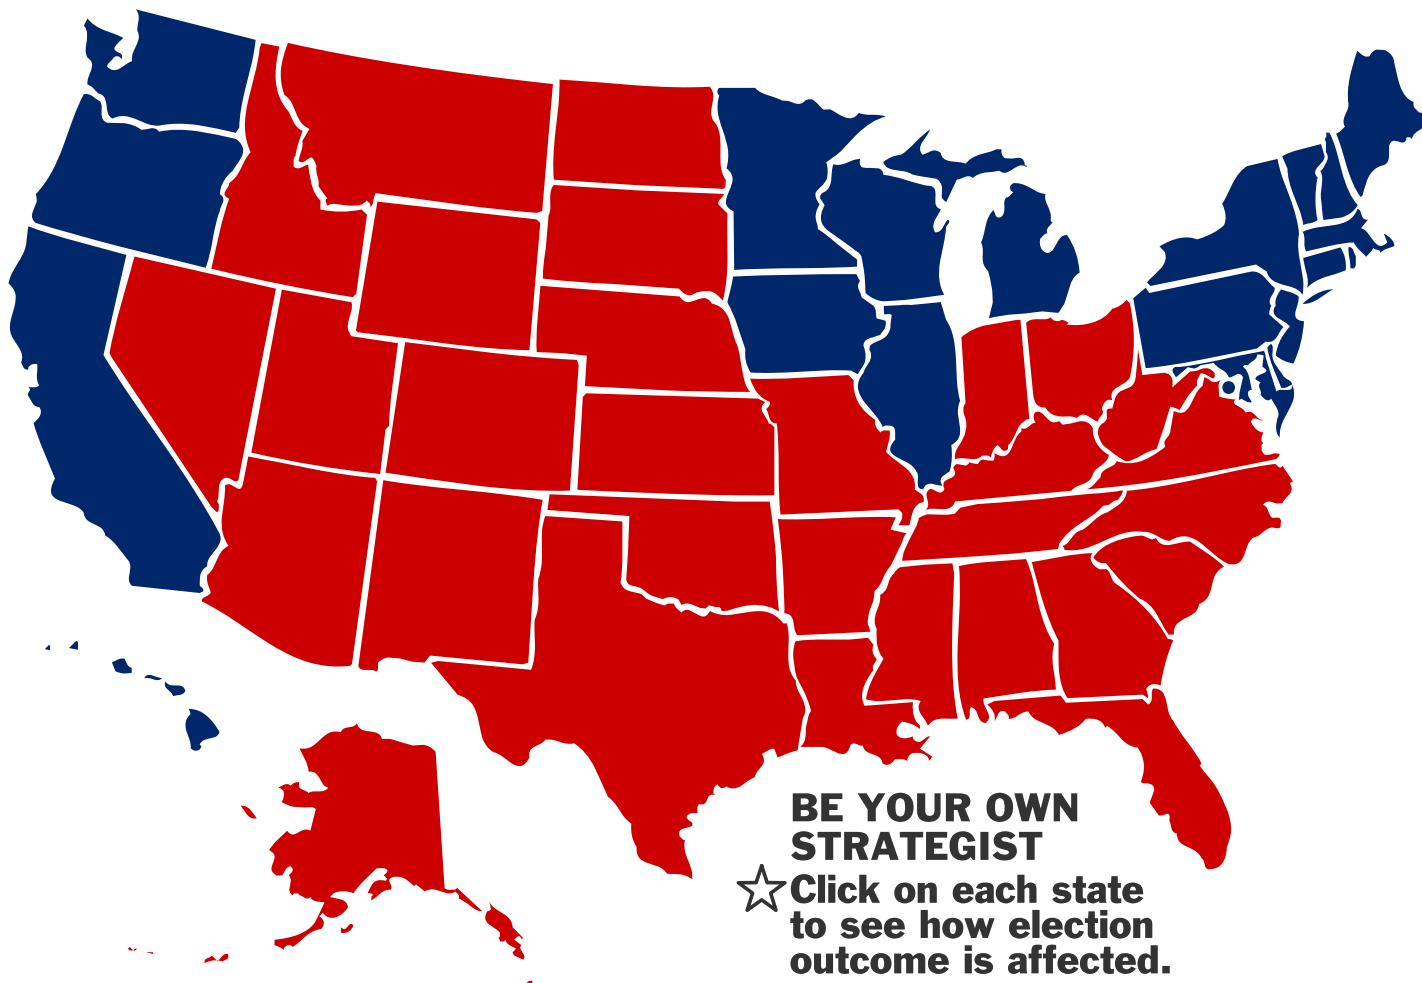 BE YOUR OWN
STRATEGIST
Click on each state
to see how election
outcome is affected.